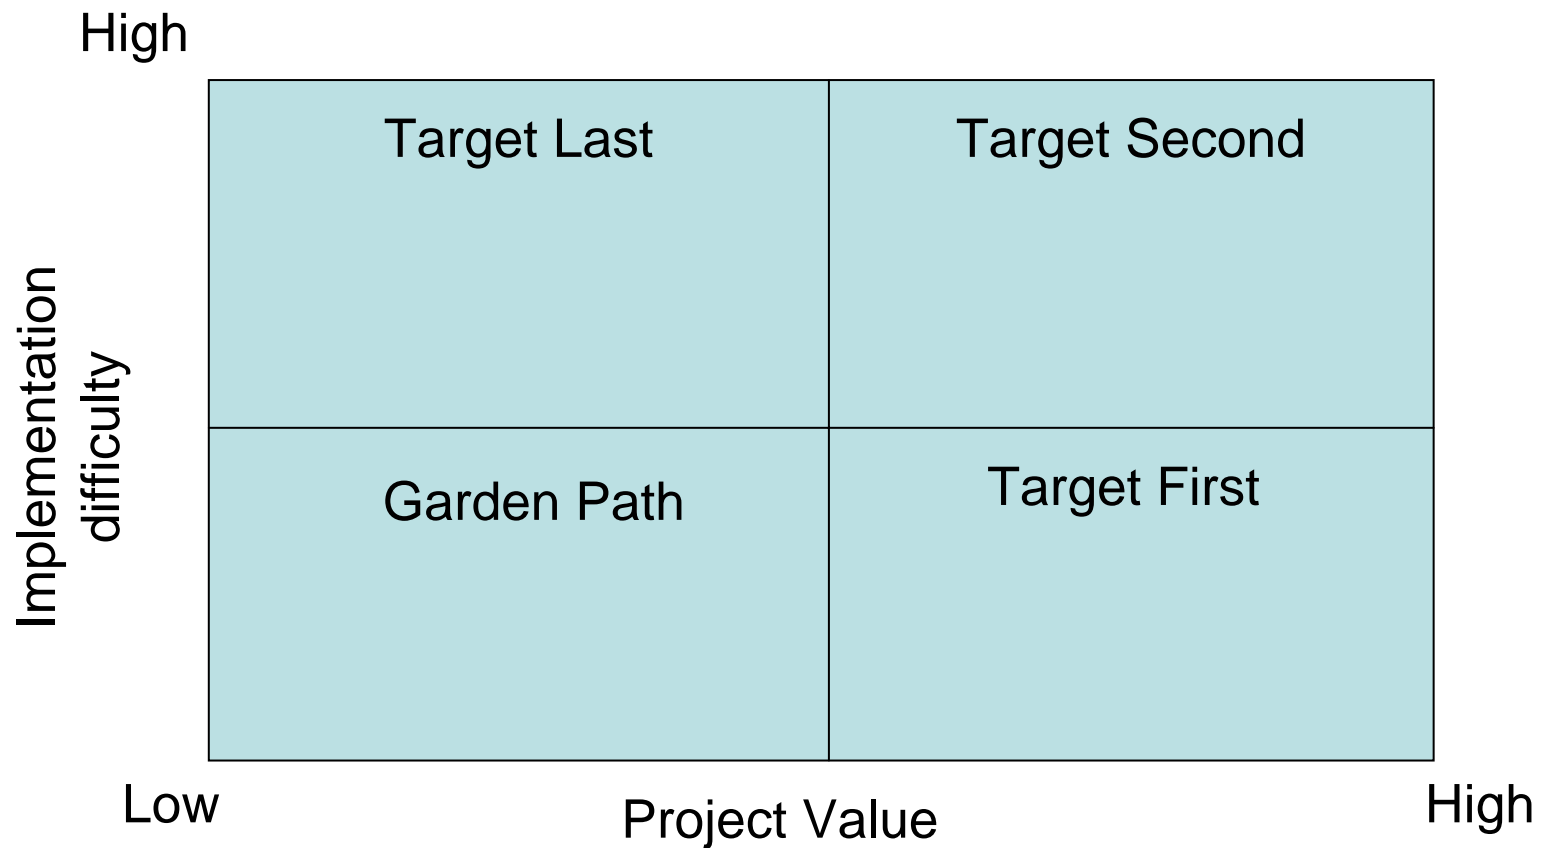 High
Target Last
Target Second
Implementation
difficulty
Garden Path
Target First
Low
Project Value
High